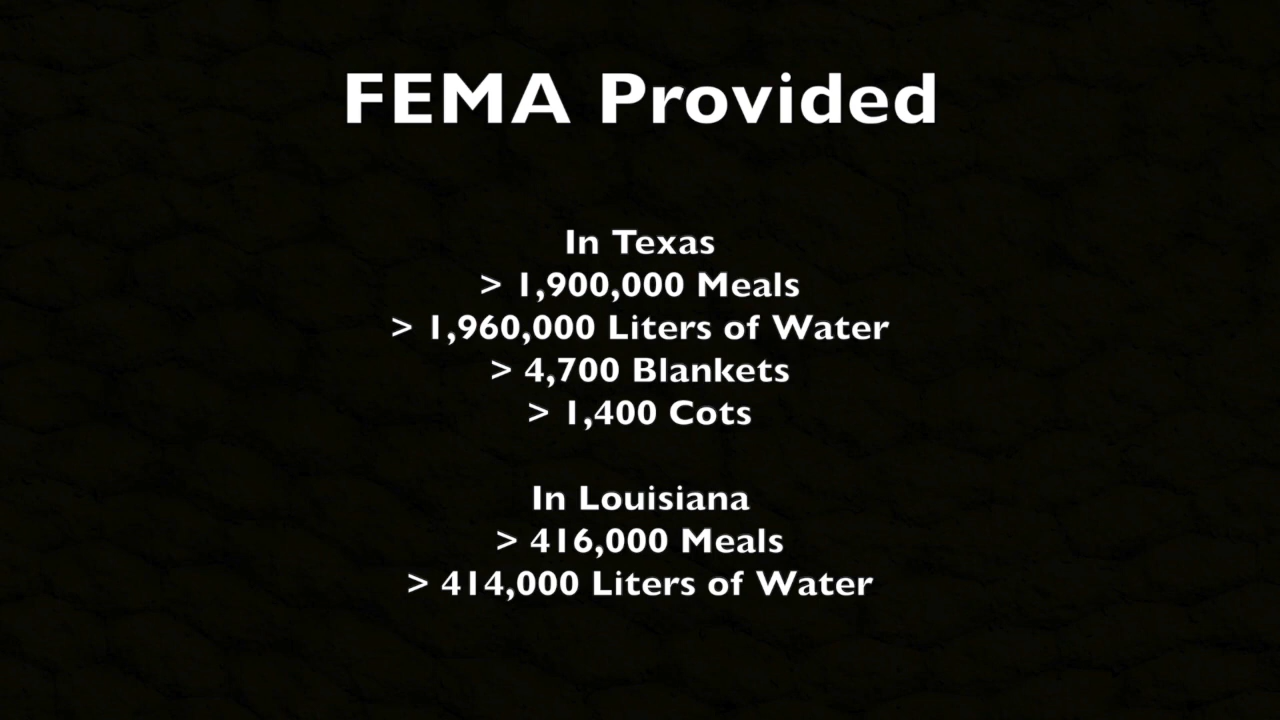 FEMA Provided
In Texas
> 1,900,000 Meals
> 1,960,000 Liters of Water
> 4,700 Blankets
> 1,400 Cots
In Louisiana
> 416,000 Meals
> 414,000 Liters of Water